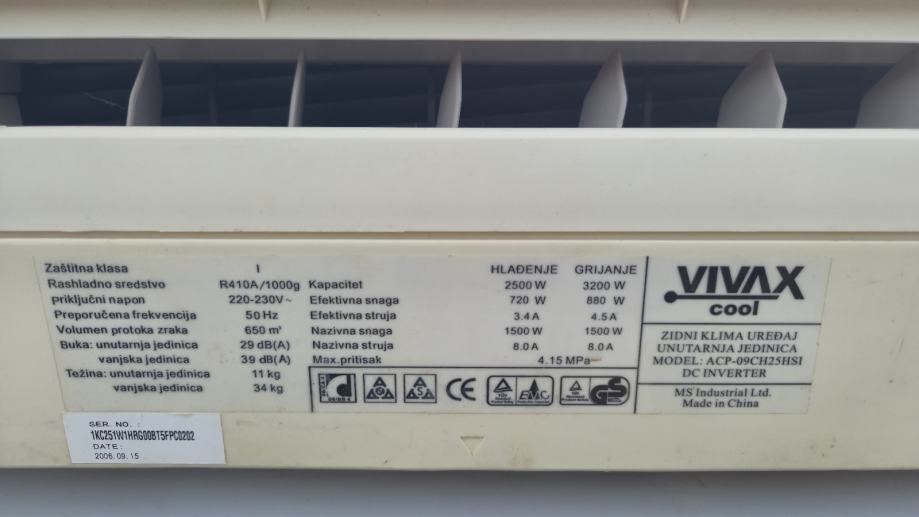 Zaštitna klasa I
Rashladno sredstvo R410A/1000g
priključni napon 220-230V~
Preporučena frekvencija 50 Hz
Volumen protoka zraka 650 m³
Buka: unutarnja jedinica 29 dB(A)
vanjska jedinica 39 dB(A)
Težina: unutarnja jedinica 11 kg
vanjska jedinica 34 kg
HLAĐENJE GRIJANJE
Kapacitet 2500 W 3200 W
Efektivna snaga 720 W 880 W
Efektivna struja 3.4 A 4.5 A
Nazivna snaga 1500 W 1500 W
Nazivna struja 8.0 A 8.0 A
Max.pritisak 4.15 MPa
CE
EMC
GS
VIVAX
cool
ZIDNI KLIMA UREĐAJ
UNUTARNJA JEDINICA
MODEL: ACP-09CH25HSI
DC INVERTER
MS Industrial Ltd.
Made in China
SER. NO. :
1KC251W1HRG00BT5FPC0202
DATE :
2006.09.15